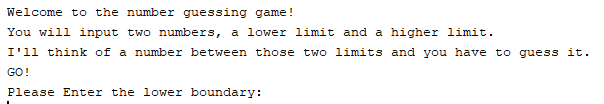 Welcome to the number guessing game!
You will input two numbers, a lower limit and a higher limit.
I'll think of a number between those two limits and you have to guess it.
GO!
Please Enter the lower boundary: